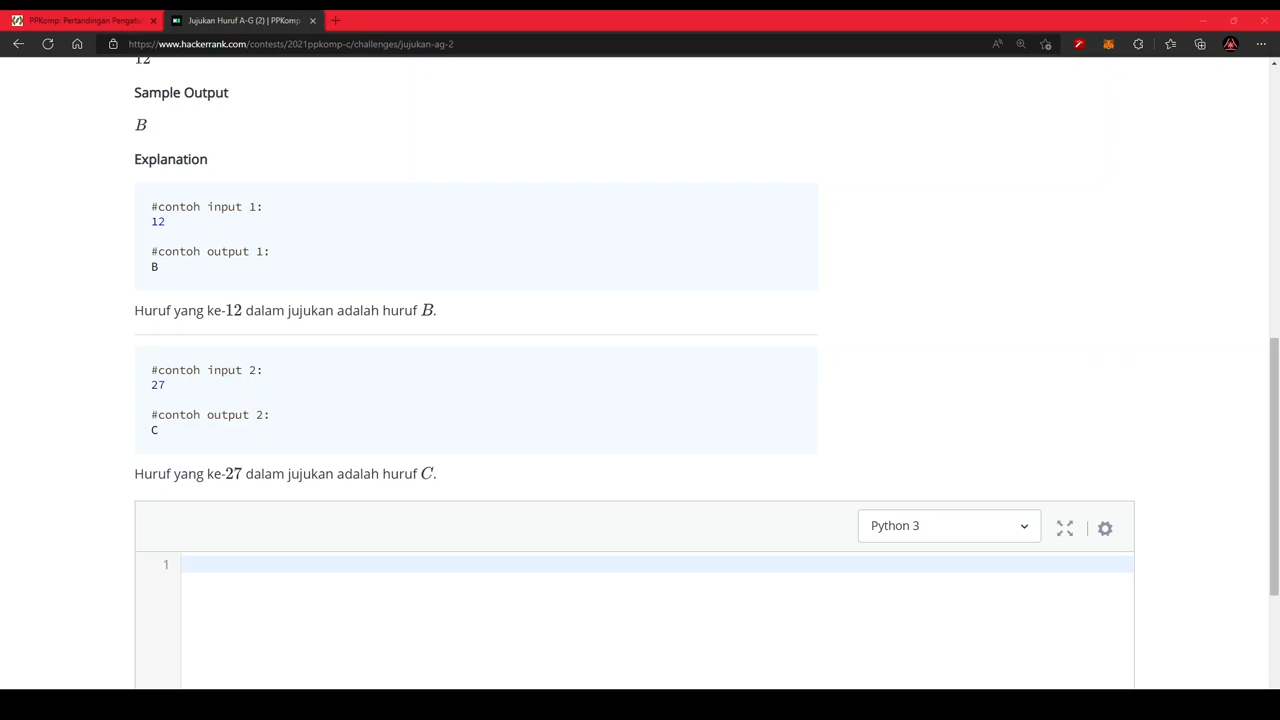 PPKomp: Pertandingan Pengatu
Jujukan Huruf A-G (2) | PPKomp
https://www.hackerrank.com/contests/2021ppkomp-c/challenges/jujukan-ag-2
12
Sample Output
B
Explanation
#contoh input 1:
12
#contoh output 1:
B
Huruf yang ke-12 dalam jujukan adalah huruf B.
#contoh input 2:
27
#contoh output 2:
C
Huruf yang ke-27 dalam jujukan adalah huruf C.
Python 3
1